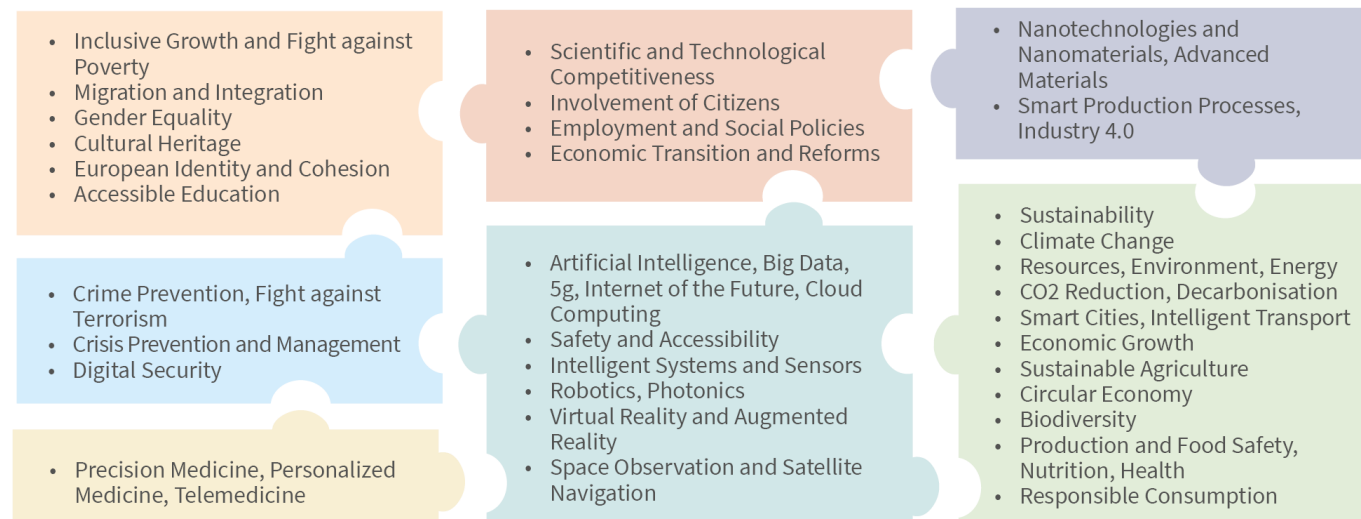 • Inclusive Growth and Fight against
Poverty
• Migration and Integration
• Gender Equality
• Cultural Heritage
• European Identity and Cohesion
• Accessible Education
• Crime Prevention, Fight against
Terrorism
• Crisis Prevention and Management
• Digital Security
• Precision Medicine, Personalized
Medicine, Telemedicine
• Scientific and Technological
Competitiveness
• Involvement of Citizens
• Employment and Social Policies
• Economic Transition and Reforms
• Artificial Intelligence, Big Data,
5g, Internet of the Future, Cloud
Computing
• Safety and Accessibility
• Intelligent Systems and Sensors
• Robotics, Photonics
• Virtual Reality and Augmented
Reality
• Space Observation and Satellite
Navigation
• Nanotechnologies and
Nanomaterials, Advanced
Materials
• Smart Production Processes,
Industry 4.0
• Sustainability
• Climate Change
• Resources, Environment, Energy
• CO2 Reduction, Decarbonisation
• Smart Cities, Intelligent Transport
• Economic Growth
• Sustainable Agriculture
• Circular Economy
• Biodiversity
• Production and Food Safety,
Nutrition, Health
• Responsible Consumption